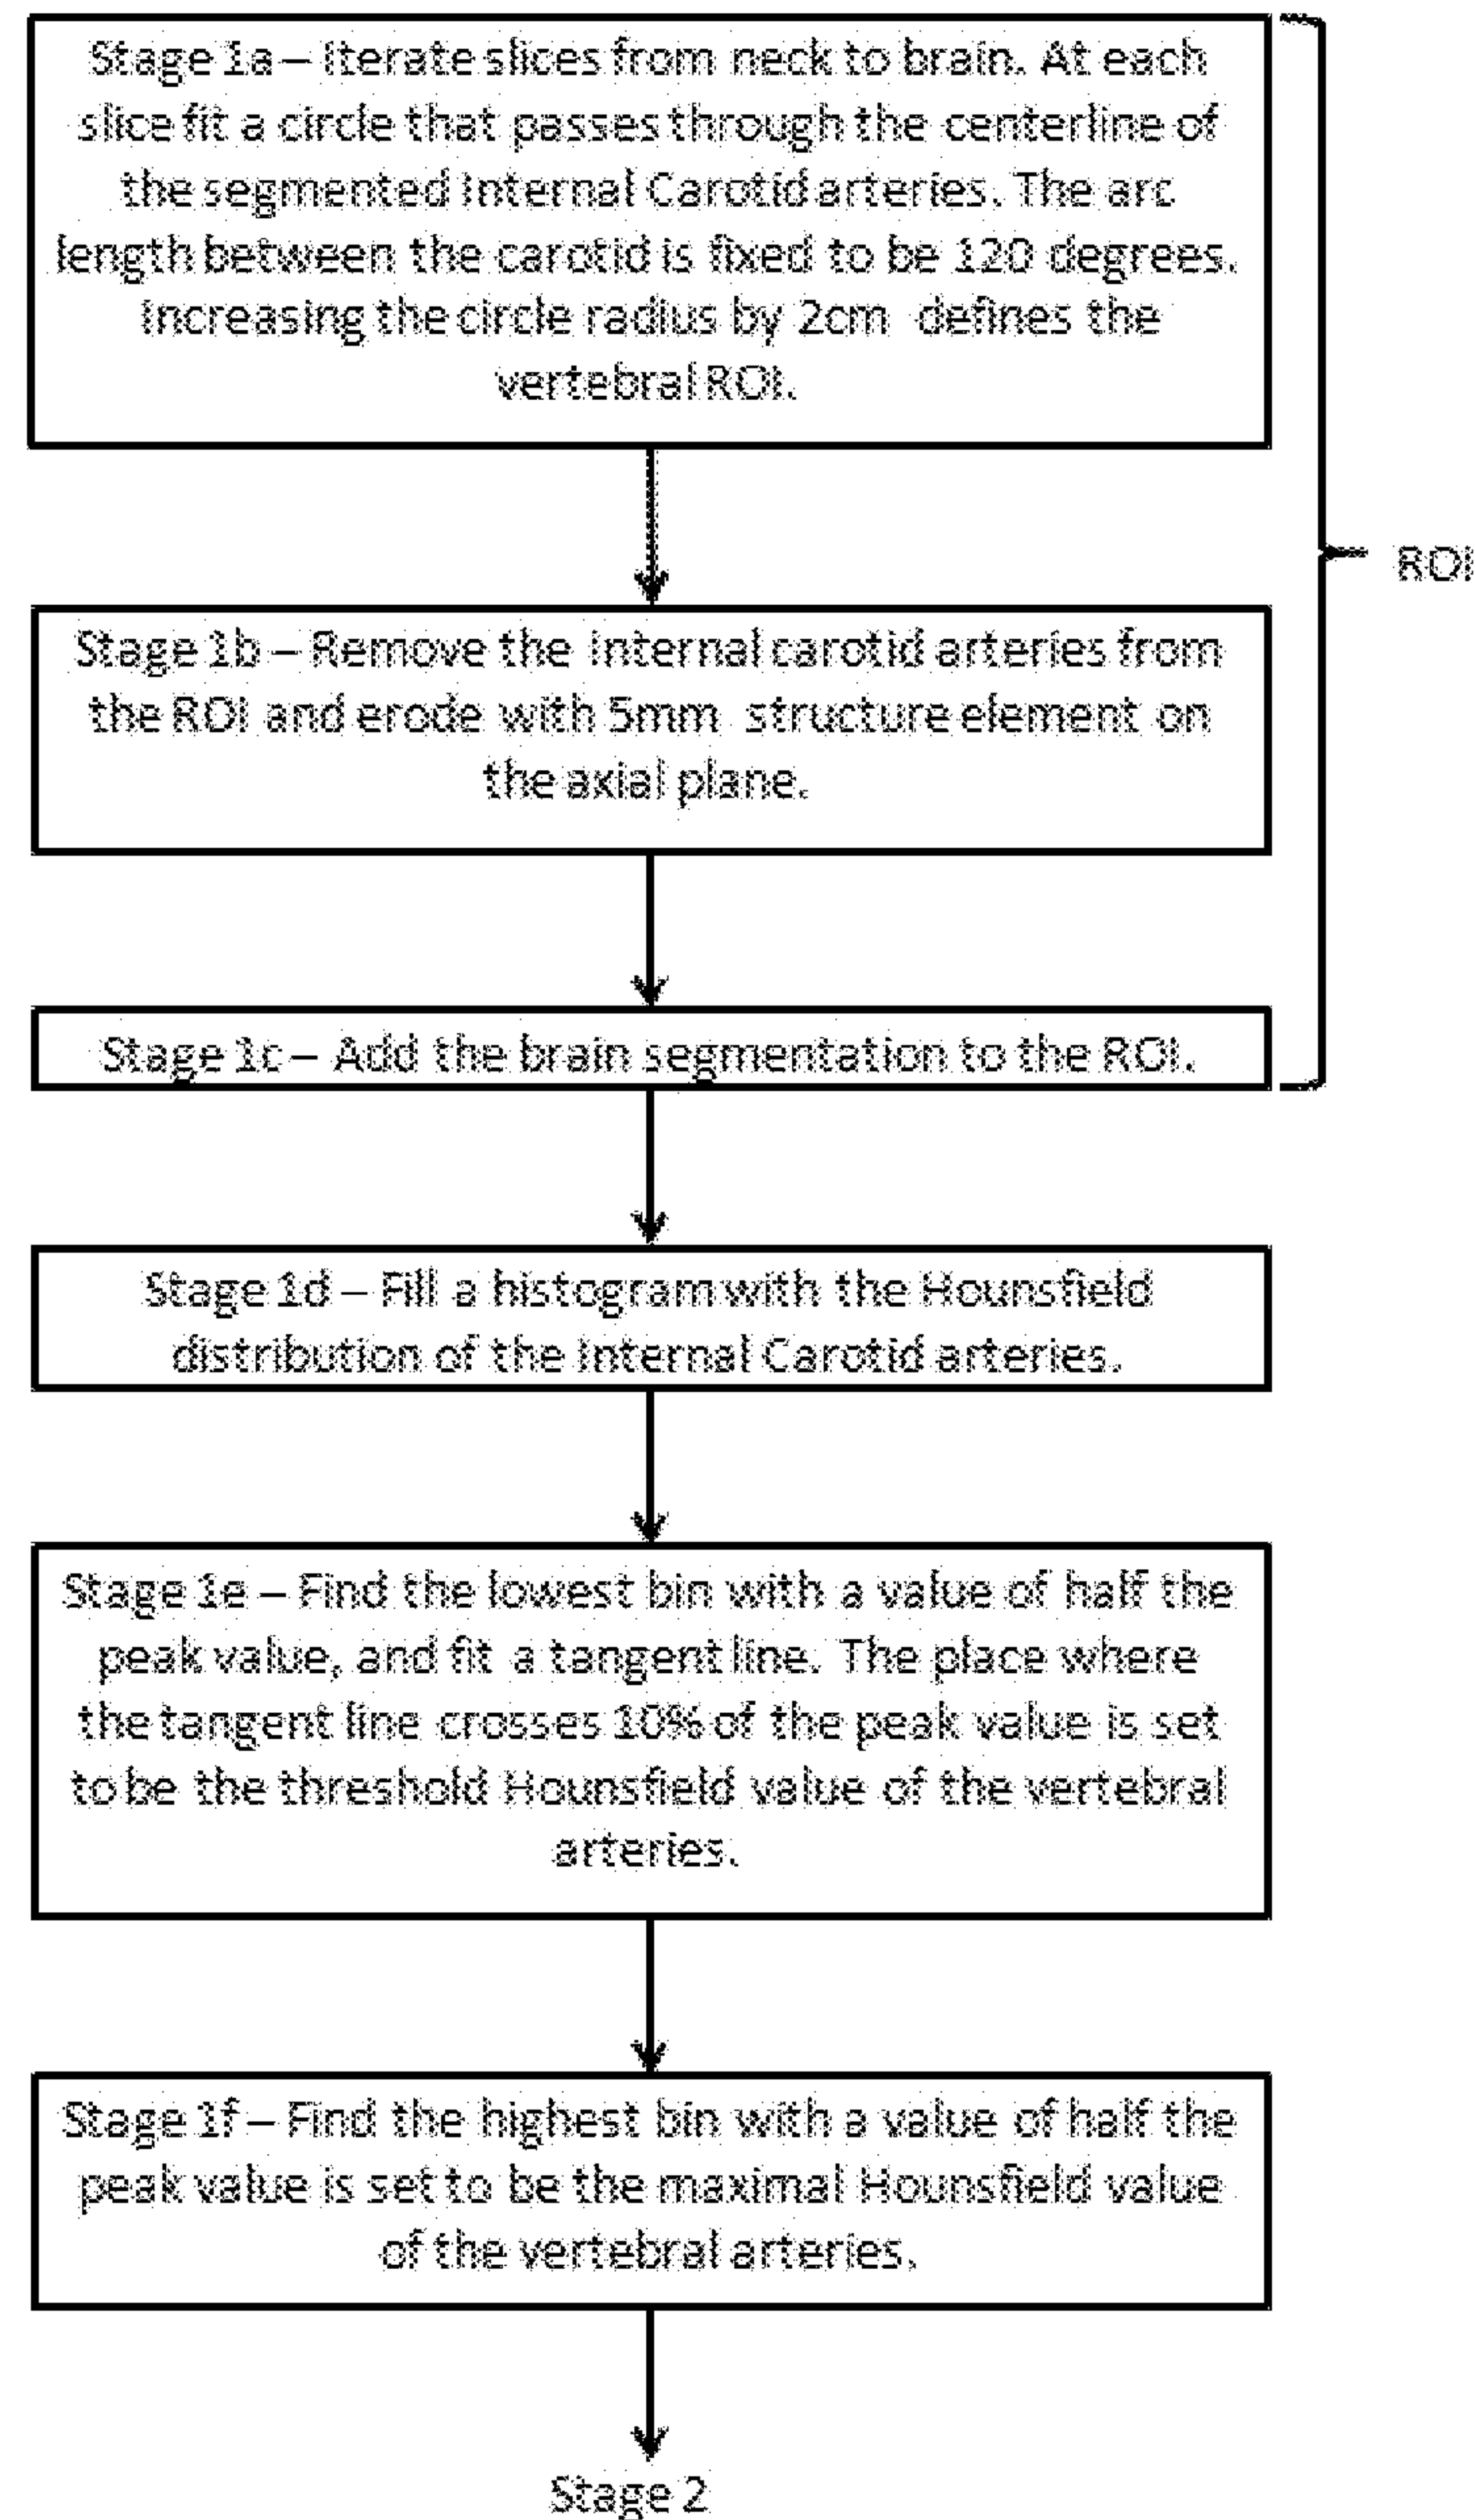 Stage 1a – Iterate slices from neck to brain. At each
slice fit a circle that passes through the centerline of
the segmented Internal Carotid arteries. The arc
length between the carotid is fixed to be 120 degrees.
Increasing the circle radius by 2cm defines the
vertebral ROI.
ROI
Stage 1b – Remove the internal carotid arteries from
the ROI and erode with 5mm structure element on
the axial plane.
Stage 1c – Add the brain segmentation to the ROI.
Stage 1d – Fill a histogram with the Hounsfield
distribution of the Internal Carotid arteries.
Stage 1e – Find the lowest bin with a value of half the
peak value, and fit a tangent line. The place where
the tangent line crosses 10% of the peak value is set
to be the threshold Hounsfield value of the vertebral
arteries.
Stage 1f – Find the highest bin with a value of half the
peak value is set to be the maximal Hounsfield value
of the vertebral arteries.
Stage 2